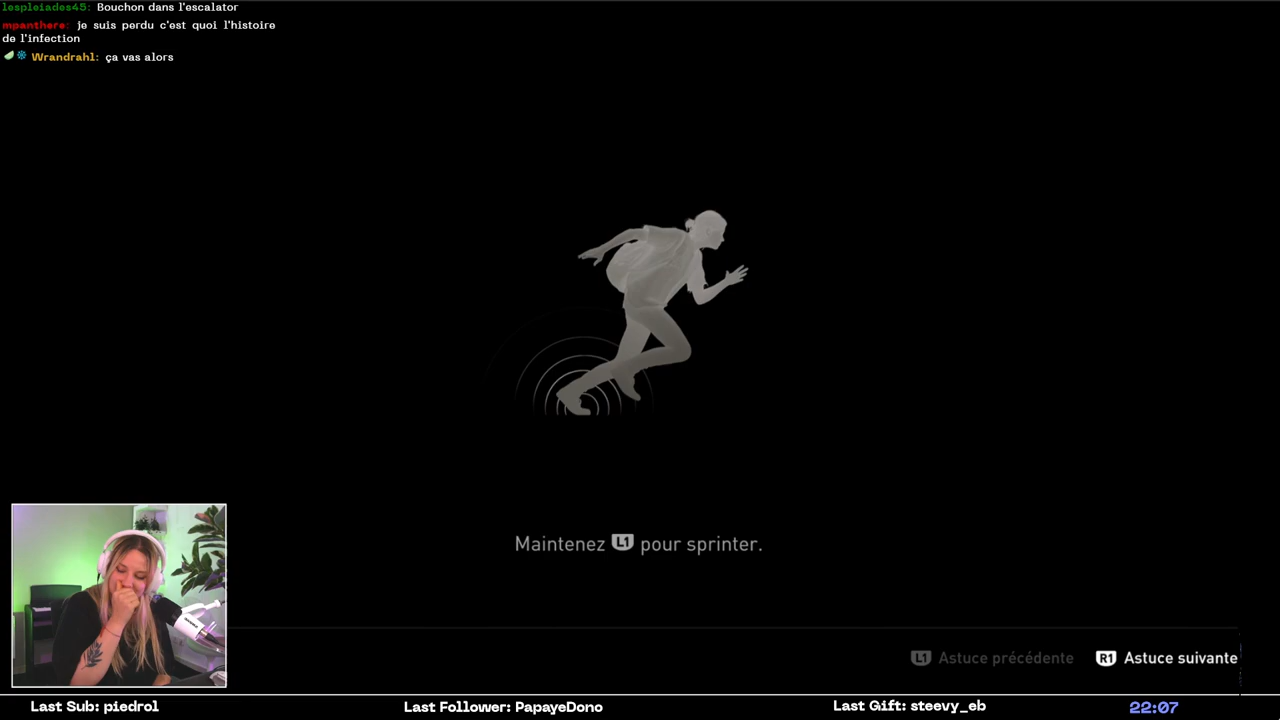 lespleiades45: Bouchon dans l'escalator
mpanthere: je suis perdu c'est quoi l'histoire
de l'infection
Wrandrahl: ça vas alors
Maintenez L1 pour sprinter.
L1 Astuce précédente R1 Astuce suivante
Last Sub: piedrol Last Follower: PapayeDono Last Gift: steevy_eb 22:07